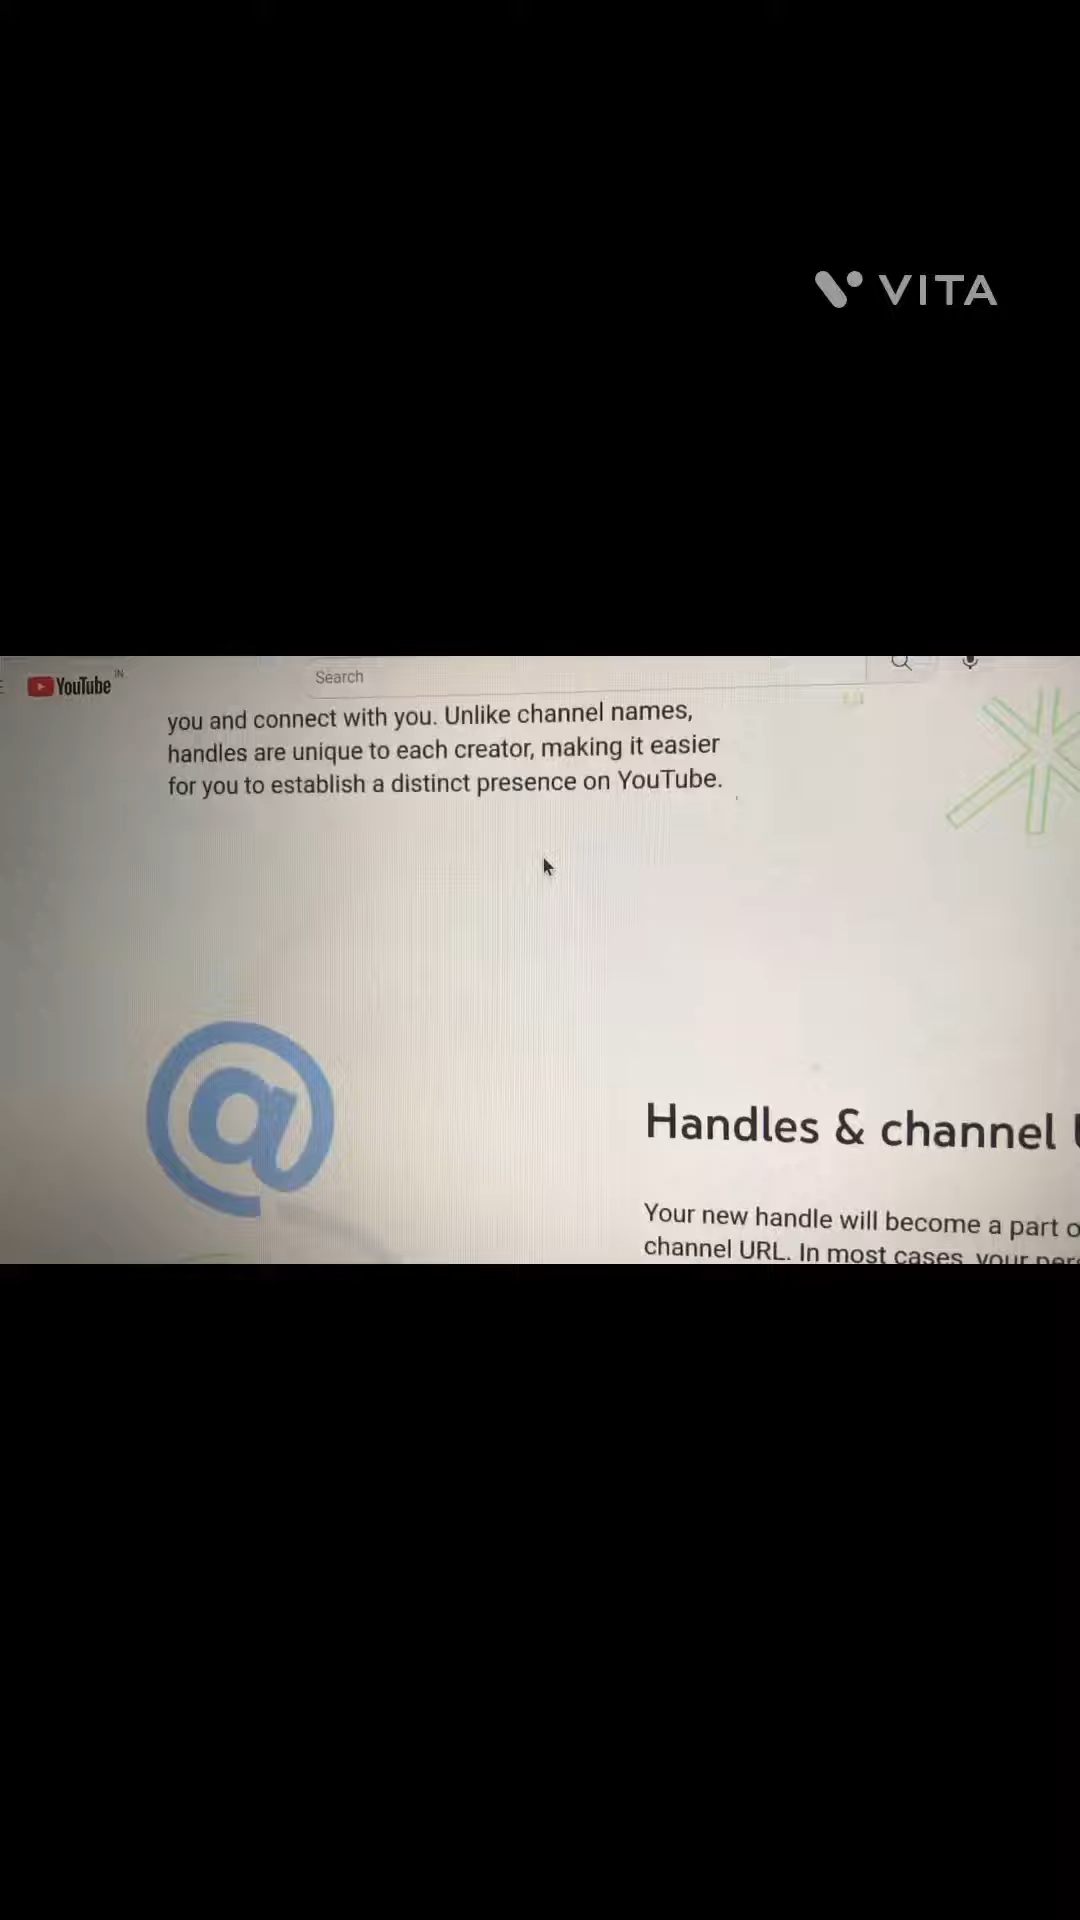 VITA
YouTube IN
Search
you and connect with you. Unlike channel names,
handles are unique to each creator, making it easier
for you to establish a distinct presence on YouTube.
@
Handles & channel
Your new handle will become a part
channel URL. In most cases, your